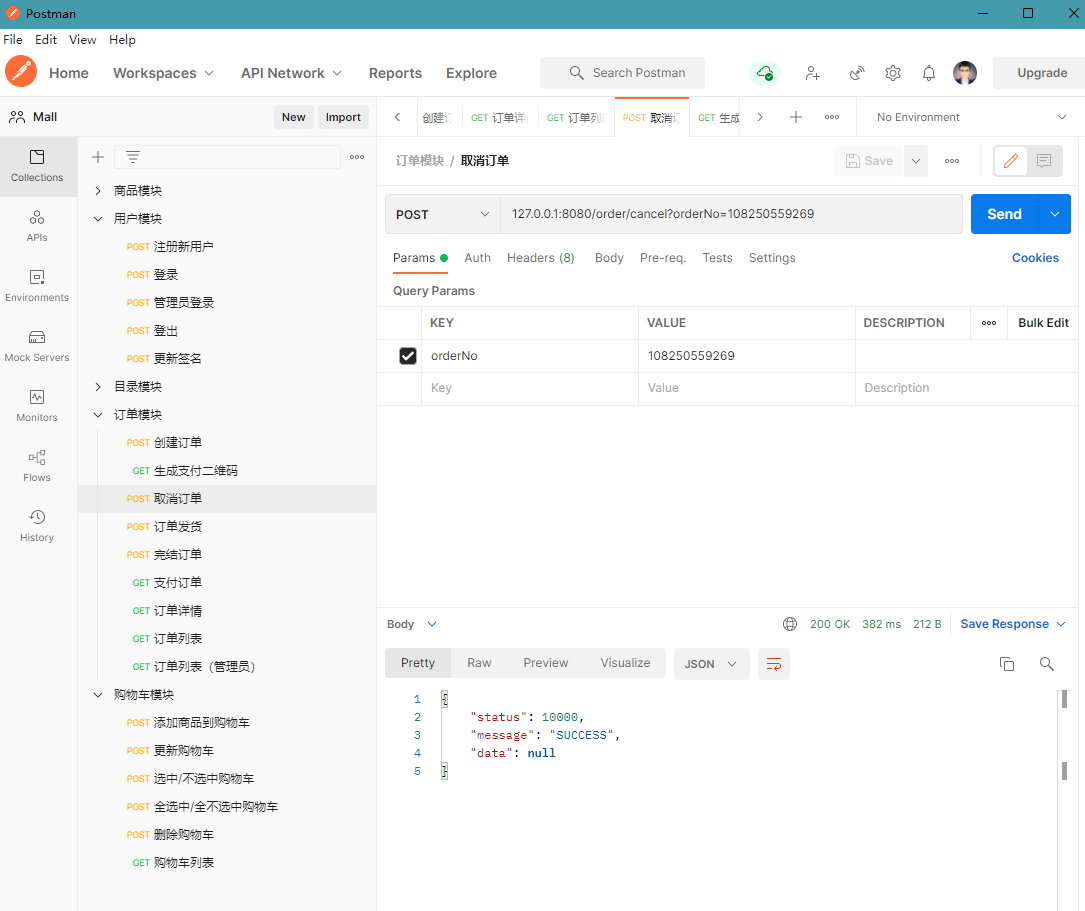 Postman
File Edit View Help
Home Workspaces API Network Reports Explore Search Postman Upgrade
Mall New Import
创建订 GET 订单详 GET 订单列 POST 取消订 GET 生成 No Environment
Collections
APIs
Environments
Mock Servers
Monitors
Flows
History
商品模块
用户模块
POST 注册新用户
POST 登录
POST 管理员登录
POST 登出
POST 更新签名
目录模块
订单模块
POST 创建订单
GET 生成支付二维码
POST 取消订单
POST 订单发货
POST 完结订单
GET 支付订单
GET 订单详情
GET 订单列表
GET 订单列表（管理员）
购物车模块
POST 添加商品到购物车
POST 更新购物车
POST 选中/不选中购物车
POST 全选中/全不选中购物车
POST 删除购物车
GET 购物车列表
订单模块 / 取消订单 Save
POST 127.0.0.1:8080/order/cancel?orderNo=108250559269 Send
Params Auth Headers (8) Body Pre-req. Tests Settings Cookies
Query Params
KEY VALUE DESCRIPTION Bulk Edit
orderNo 108250559269
Key Value Description
Body 200 OK 382 ms 212 B Save Response
Pretty Raw Preview Visualize JSON
1 {
2 "status": 10000,
3 "message": "SUCCESS",
4 "data": null
5 }